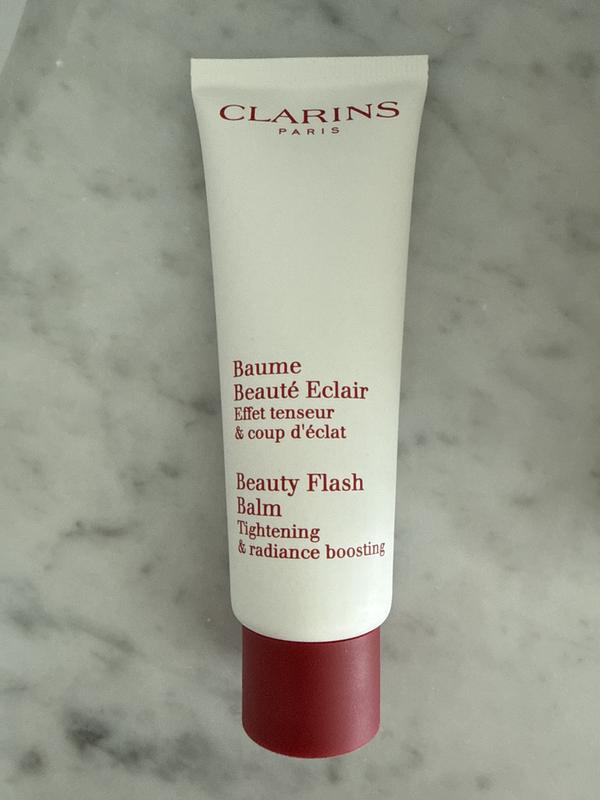 CLARINS
PARIS
Baume
Beauté Eclair
Effet tenseur
& coup d'éclat
Beauty Flash
Balm
Tightening
& radiance boosting